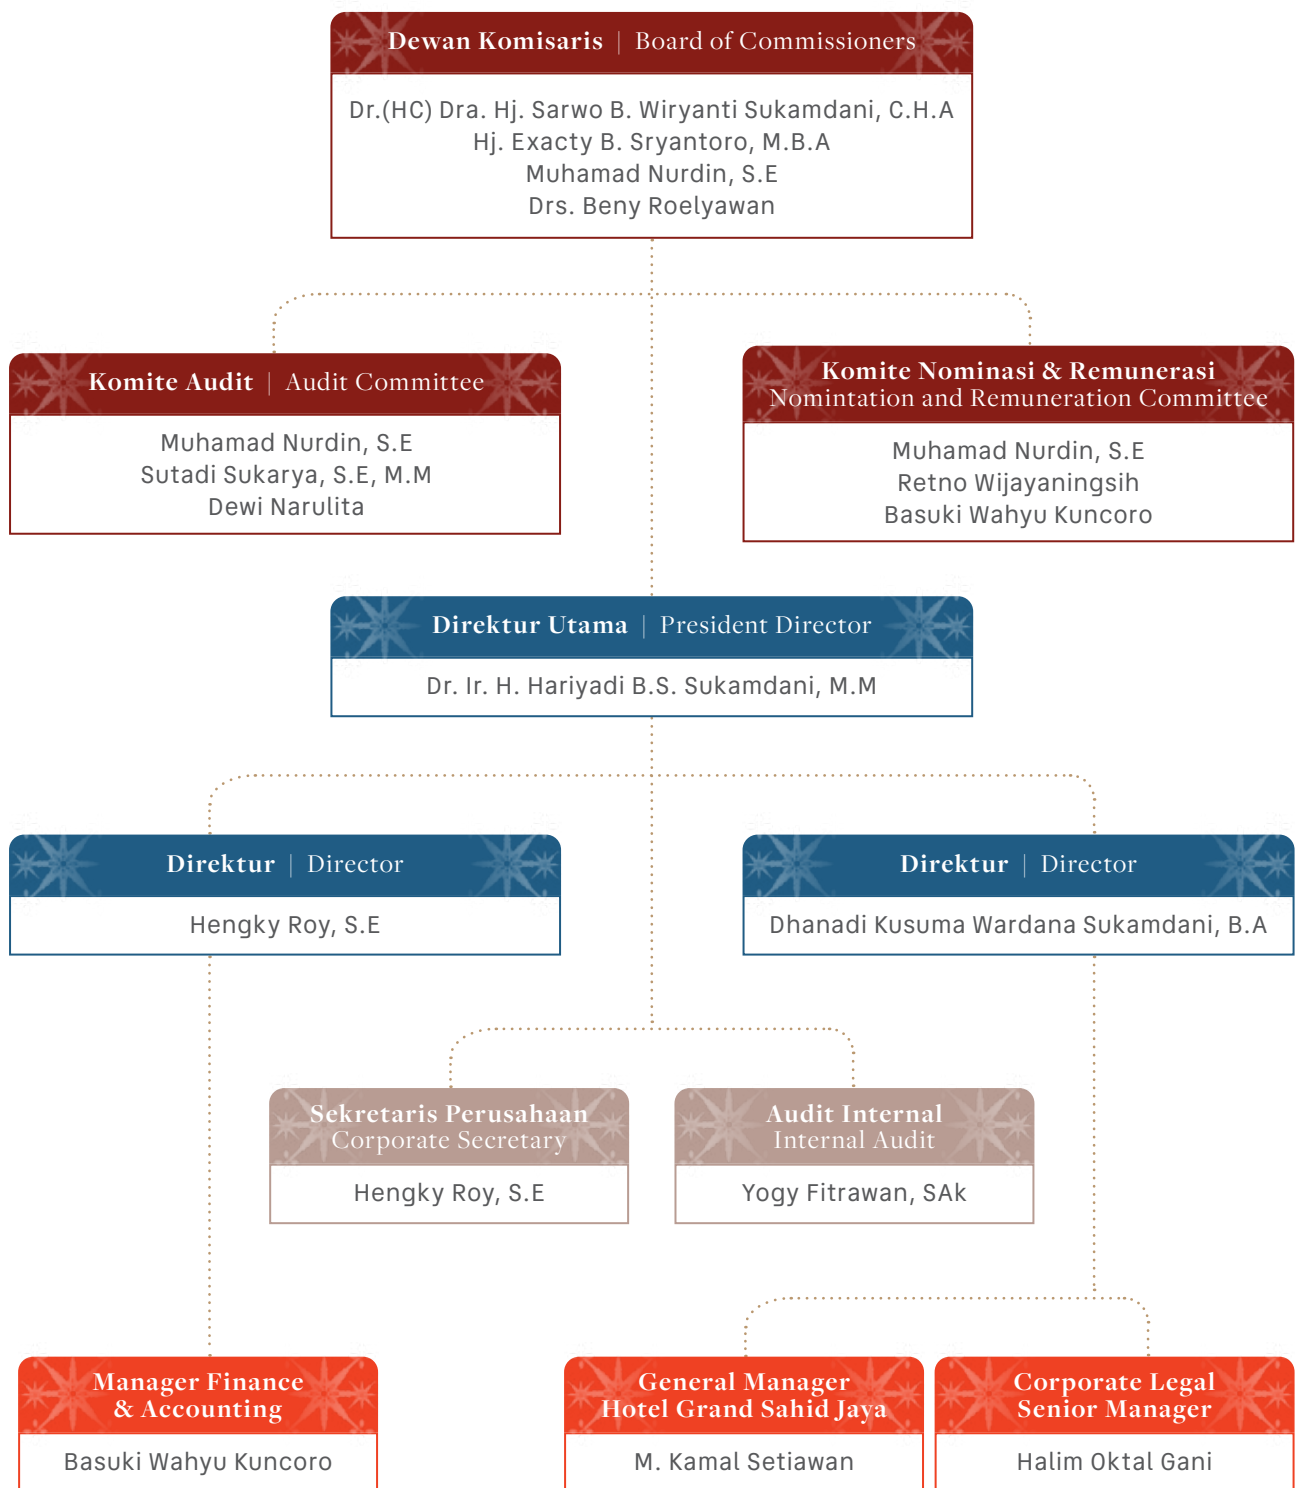 Dewan Komisaris | Board of Commissioners
Dr.(HC) Dra. Hj. Sarwo B. Wiryanti Sukamdani, C.H.A
Hj. Exacty B. Sryantoro, M.B.A
Muhamad Nurdin, S.E
Drs. Beny Roelyawan
Komite Audit | Audit Committee
Muhamad Nurdin, S.E
Sutadi Sukarya, S.E, M.M
Dewi Narulita
Komite Nominasi & Remunerasi
Nomintation and Remuneration Committee
Muhamad Nurdin, S.E
Retno Wijayaningsih
Basuki Wahyu Kuncoro
Direktur Utama | President Director
Dr. Ir. H. Hariyadi B.S. Sukamdani, M.M
Direktur | Director
Hengky Roy, S.E
Direktur | Director
Dhanadi Kusuma Wardana Sukamdani, B.A
Sekretaris Perusahaan
Corporate Secretary
Hengky Roy, S.E
Audit Internal
Internal Audit
Yogy Fitrawan, SAk
Manager Finance
& Accounting
Basuki Wahyu Kuncoro
General Manager
Hotel Grand Sahid Jaya
M. Kamal Setiawan
Corporate Legal
Senior Manager
Halim Oktal Gani